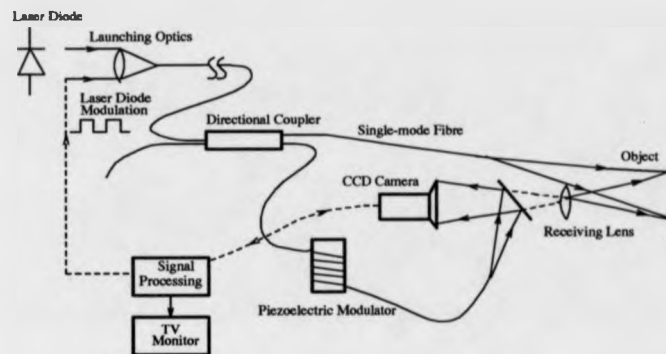 Laser Diode
Launching Optics
Laser Diode
Modulation
Directional Coupler
Single-mode Fibre
Object
CCD Camera
Receiving Lens
Signal
Processing
Piezoelectric Modulator
TV
Monitor